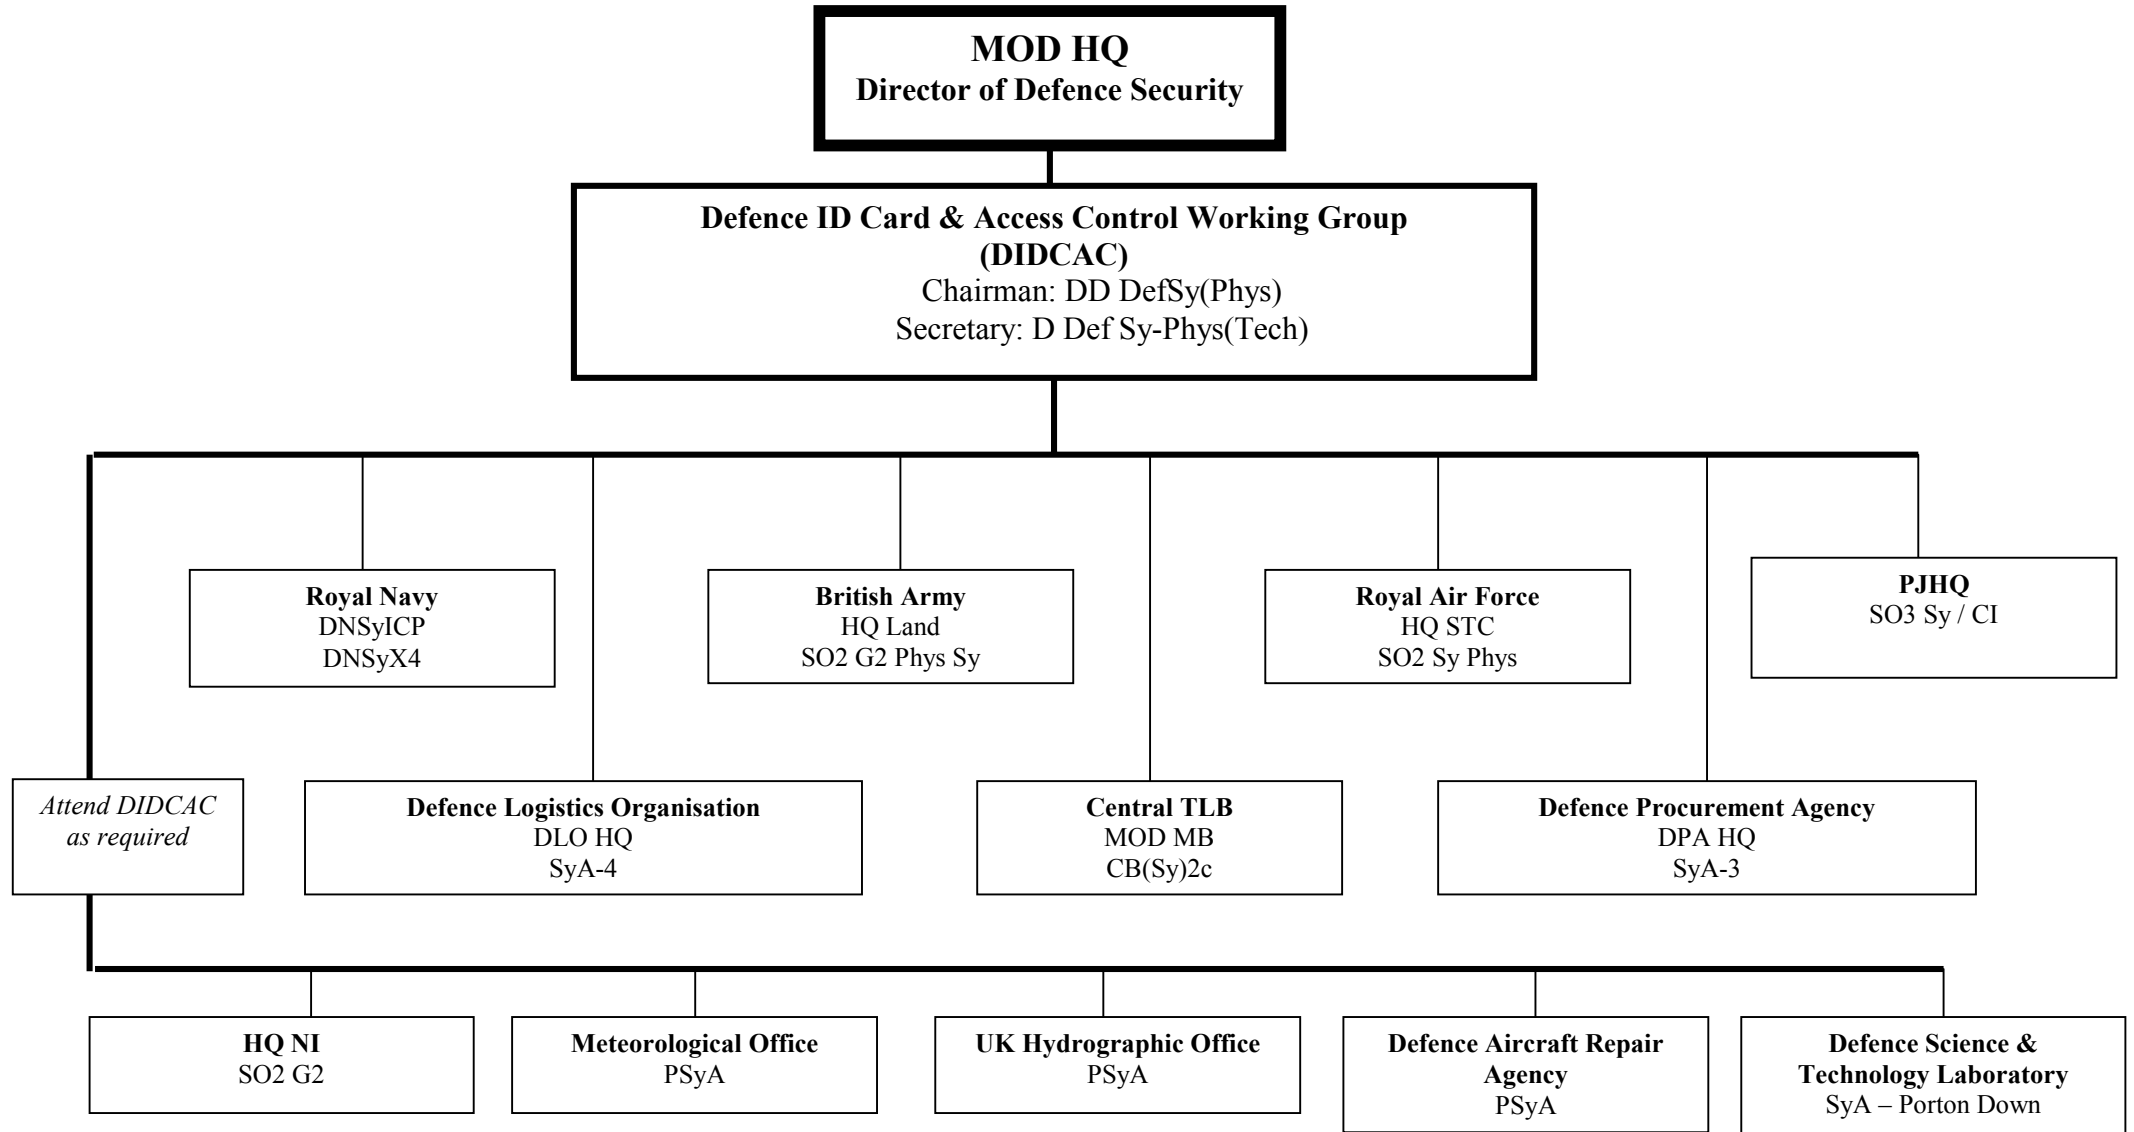 MOD HQ
Director of Defence Security
Defence ID Card & Access Control Working Group
(DIDCAC)
Chairman: DD DefSy(Phys)
Secretary: D Def Sy-Phys(Tech)
Royal Navy
DNSyICP
DNSyX4
British Army
HQ Land
SO2 G2 Phys Sy
Royal Air Force
HQ STC
SO2 Sy Phys
PJHQ
SO3 Sy / CI
Attend DIDCAC
as required
Defence Logistics Organisation
DLO HQ
SyA-4
Central TLB
MOD MB
CB(Sy)2c
Defence Procurement Agency
DPA HQ
SyA-3
HQ NI
SO2 G2
Meteorological Office
PSyA
UK Hydrographic Office
PSyA
Defence Aircraft Repair
Agency
PSyA
Defence Science &
Technology Laboratory
SyA – Porton Down